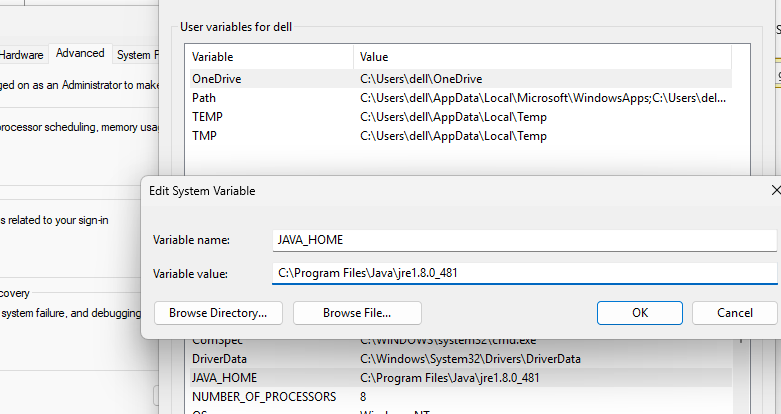 User variables for dell
Hardware Advanced System F
Variable Value
ged on as an Administrator to make
OneDrive C:\Users\dell\OneDrive
Path C:\Users\dell\AppData\Local\Microsoft\WindowsApps;C:\Users\del...
TEMP C:\Users\dell\AppData\Local\Temp
processor scheduling, memory usa
TMP C:\Users\dell\AppData\Local\Temp
Edit System Variable
s related to your sign-in
Variable name: JAVA_HOME
Variable value: C:\Program Files\Java\jre1.8.0_481
covery
system failure, and debugging
Browse Directory... Browse File... OK Cancel
ComSpec C:\WINDOWS\system32\cmd.exe
DriverData C:\Windows\System32\Drivers\DriverData
JAVA_HOME C:\Program Files\Java\jre1.8.0_481
NUMBER_OF_PROCESSORS 8
OS Windows_NT